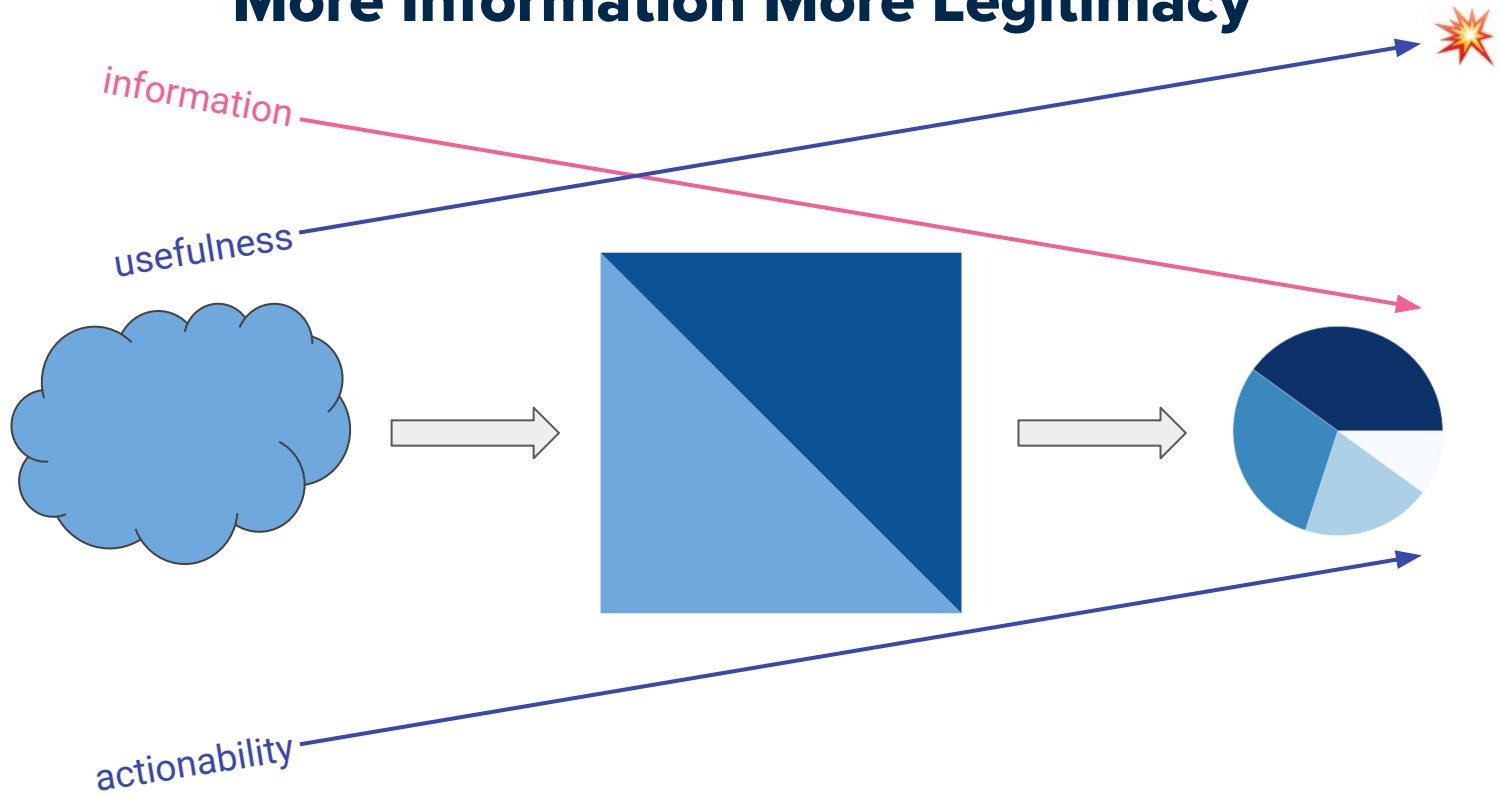 More Information More Legitimacy
information
usefulness
actionability